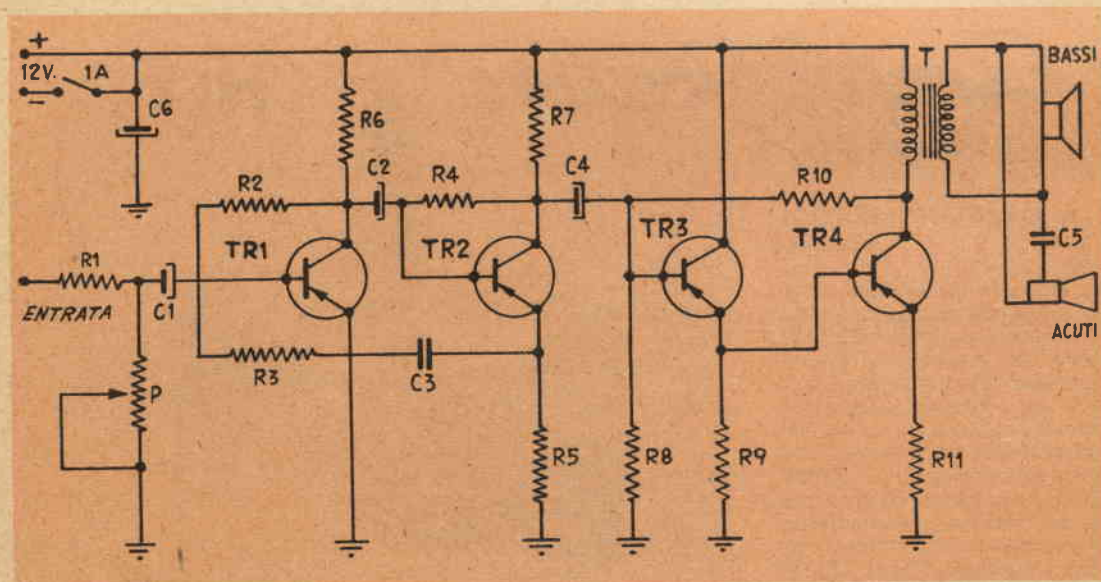 +
12V.
1A
−
C6
R6
R7
T
BASSI
R2
C2
R4
C4
R10
TR1
TR2
TR3
TR4
R1
C1
C5
ENTRATA
ACUTI
P
R3
C3
R5
R8
R9
R11